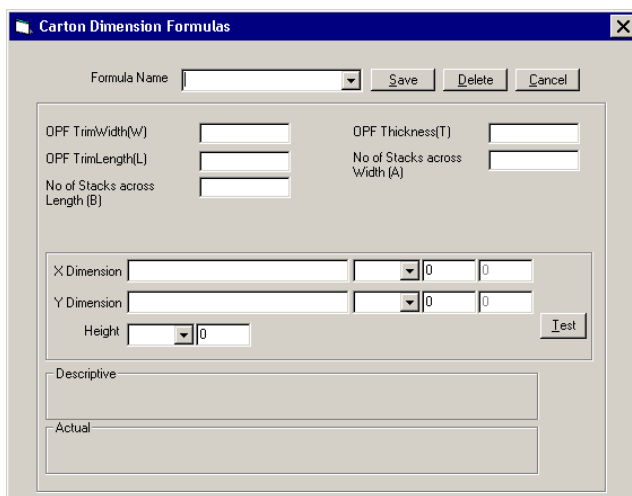 Carton Dimension Formulas
Formula Name Save Delete Cancel
OPF TrimWidth(W) OPF Thickness(T)
OPF TrimLength(L) No of Stacks across
Width (A)
No of Stacks across
Length (B)
X Dimension 0 0
Y Dimension 0 0
Height 0 Test
Descriptive
Actual